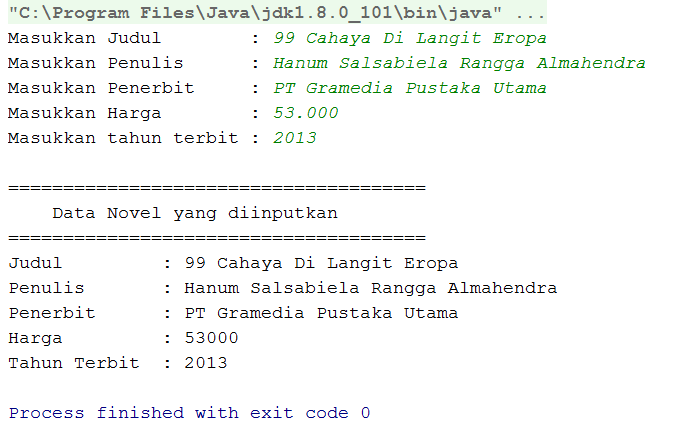 "C:\Program Files\Java\jdk1.8.0_101\bin\java" ...
Masukkan Judul        : 99 Cahaya Di Langit Eropa
Masukkan Penulis      : Hanum Salsabiela Rangga Almahendra
Masukkan Penerbit     : PT Gramedia Pustaka Utama
Masukkan Harga        : 53.000
Masukkan tahun terbit : 2013
======================================
    Data Novel yang diinputkan
======================================
Judul         : 99 Cahaya Di Langit Eropa
Penulis       : Hanum Salsabiela Rangga Almahendra
Penerbit      : PT Gramedia Pustaka Utama
Harga         : 53000
Tahun Terbit  : 2013
Process finished with exit code 0